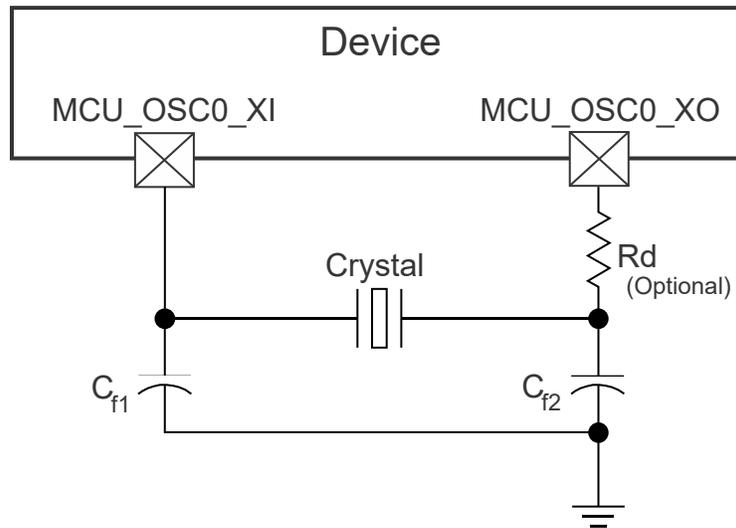 Device
MCU_OSC0_XI
MCU_OSC0_XO
Crystal
Rd
(Optional)
Cf1
Cf2